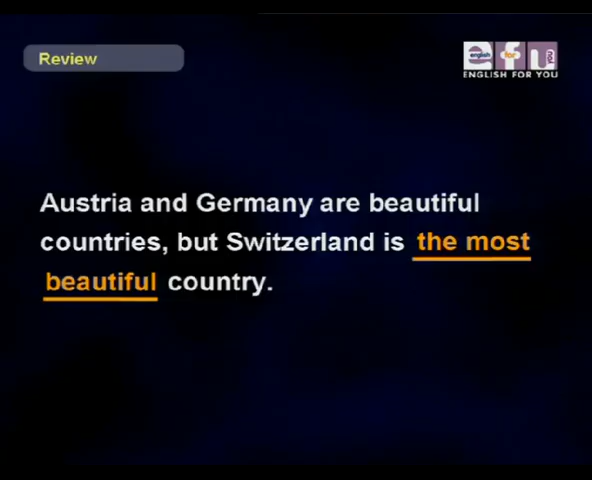 Review
efu
english for you
ENGLISH FOR YOU
Austria and Germany are beautiful
countries, but Switzerland is the most
beautiful country.